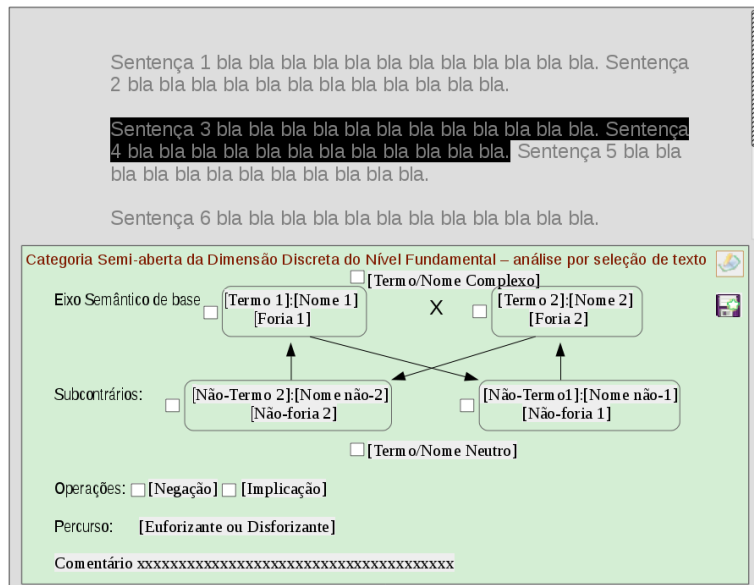 Sentença 1 bla bla bla bla bla bla bla bla bla bla bla bla. Sentença
2 bla bla bla bla bla bla bla bla bla bla bla bla.
Sentença 3 bla bla bla bla bla bla bla bla bla bla bla bla. Sentença
4 bla bla bla bla bla bla bla bla bla bla bla bla. Sentença 5 bla bla
bla bla bla bla bla bla bla bla bla bla.
Sentença 6 bla bla bla bla bla bla bla bla bla bla bla bla.
Categoria Semi-aberta da Dimensão Discreta do Nível Fundamental – análise por seleção de texto
[Termo/Nome Complexo]
Eixo Semântico de base [Termo 1]:[Nome 1] X [Termo 2]:[Nome 2]
[Foria 1] [Foria 2]
Subcontrários: [Não-Termo 2]:[Nome não-2] [Não-Termo1]:[Nome não-1]
[Não-foria 2] [Não-foria 1]
[Termo/Nome Neutro]
Operações: [Negação] [Implicação]
Percurso: [Euforizante ou Disforizante]
Comentário xxxxxxxxxxxxxxxxxxxxxxxxxxxxxxxxxxxxxx